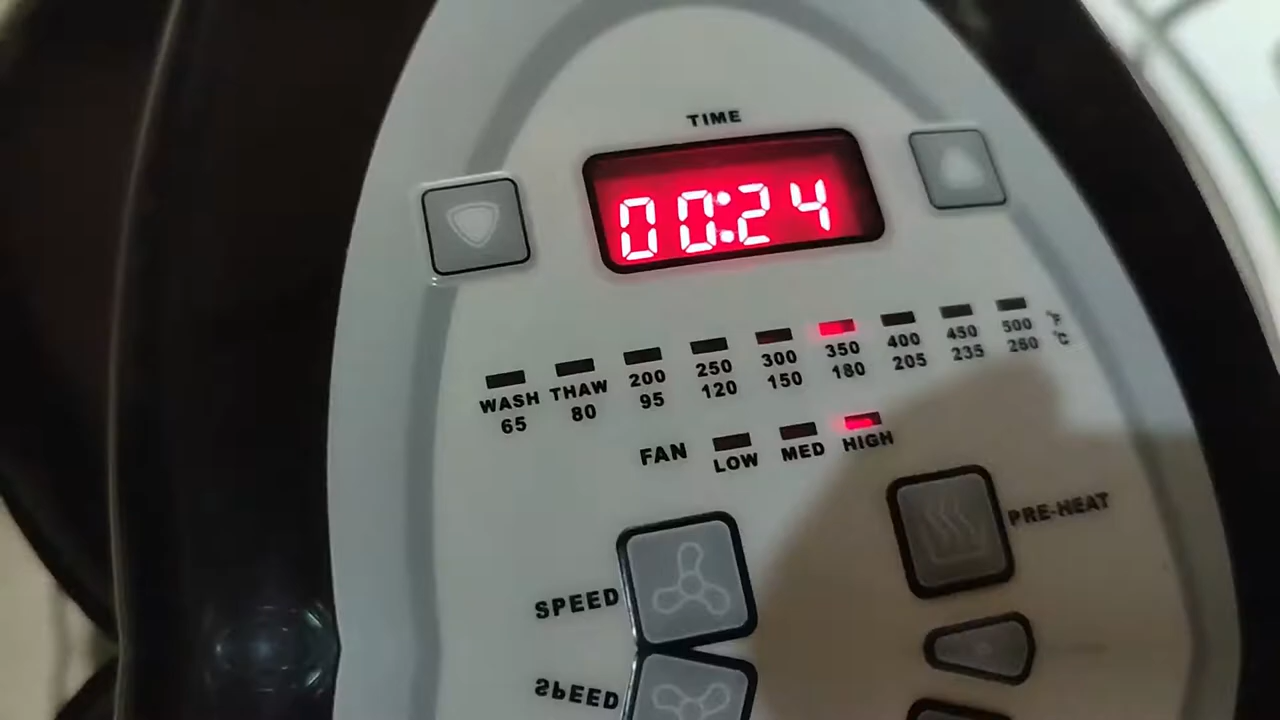 TIME
00:24
WASH THAW 200 250 300 350 400 450 500 °F
65 80 95 120 150 180 205 235 260 °C
FAN LOW MED HIGH
PRE-HEAT
SPEED
SPEED